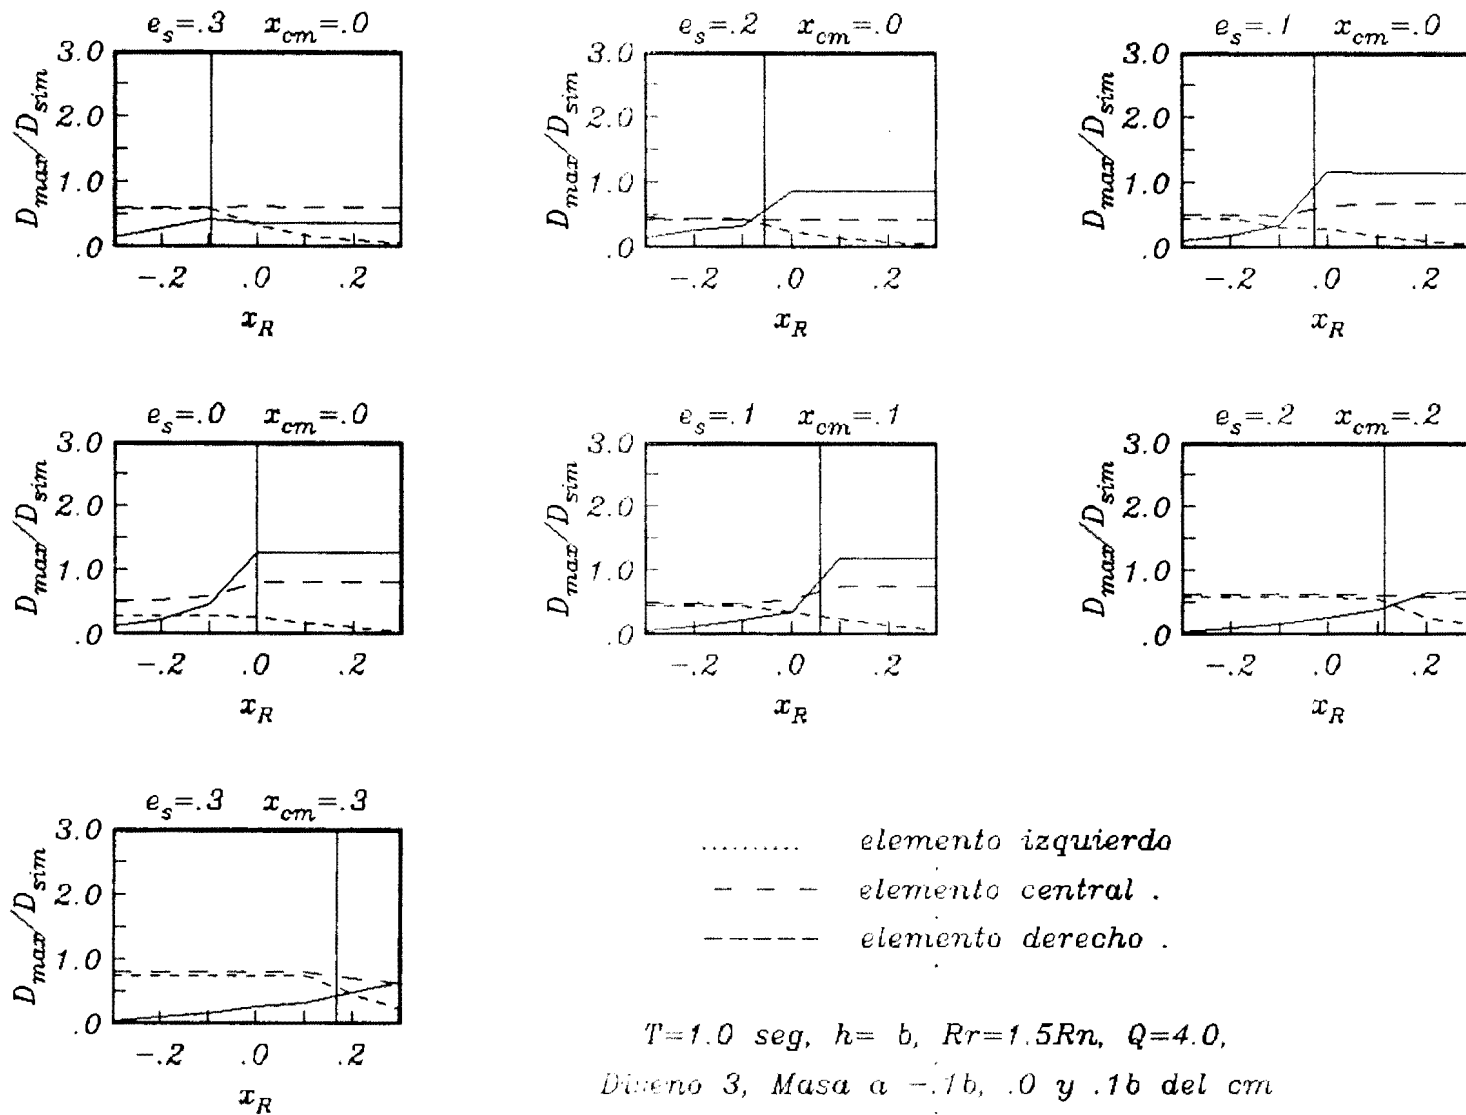 e_s=.3 x_cm=.0
3.0
2.0
1.0
.0
D_max/D_sim
-.2 .0 .2
x_R
e_s=.2 x_cm=.0
3.0
2.0
1.0
.0
D_max/D_sim
-.2 .0 .2
x_R
e_s=.1 x_cm=.0
3.0
2.0
1.0
.0
D_max/D_sim
-.2 .0 .2
x_R
e_s=.0 x_cm=.0
3.0
2.0
1.0
.0
D_max/D_sim
-.2 .0 .2
x_R
e_s=.1 x_cm=.1
3.0
2.0
1.0
.0
D_max/D_sim
-.2 .0 .2
x_R
e_s=.2 x_cm=.2
3.0
2.0
1.0
.0
D_max/D_sim
-.2 .0 .2
x_R
e_s=.3 x_cm=.3
3.0
2.0
1.0
.0
D_max/D_sim
-.2 .0 .2
x_R
elemento izquierdo
elemento central .
elemento derecho .
T=1.0 seg, h= b, Rr=1.5Rn, Q=4.0,
Diseno 3, Masa a -.1b, .0 y .1b del cm